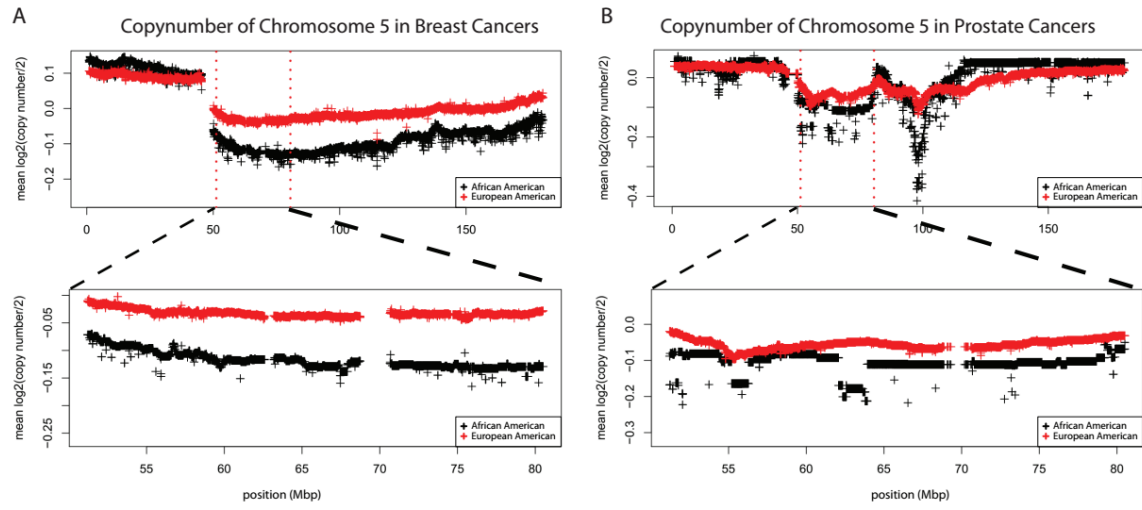 A
Copynumber of Chromosome 5 in Breast Cancers
mean log2(copy number/2)
0.1
0.0
−0.1
−0.2
African American
European American
0 50 100 150
mean log2(copy number/2)
−0.05
−0.15
−0.25
African American
European American
55 60 65 70 75 80
position (Mbp)
B
Copynumber of Chromosome 5 in Prostate Cancers
mean log2(copy number/2)
0.0
−0.2
−0.4
African American
European American
0 50 100 150
mean log2(copy number/2)
0.0
−0.1
−0.2
−0.3
African American
European American
55 60 65 70 75 80
position (Mbp)